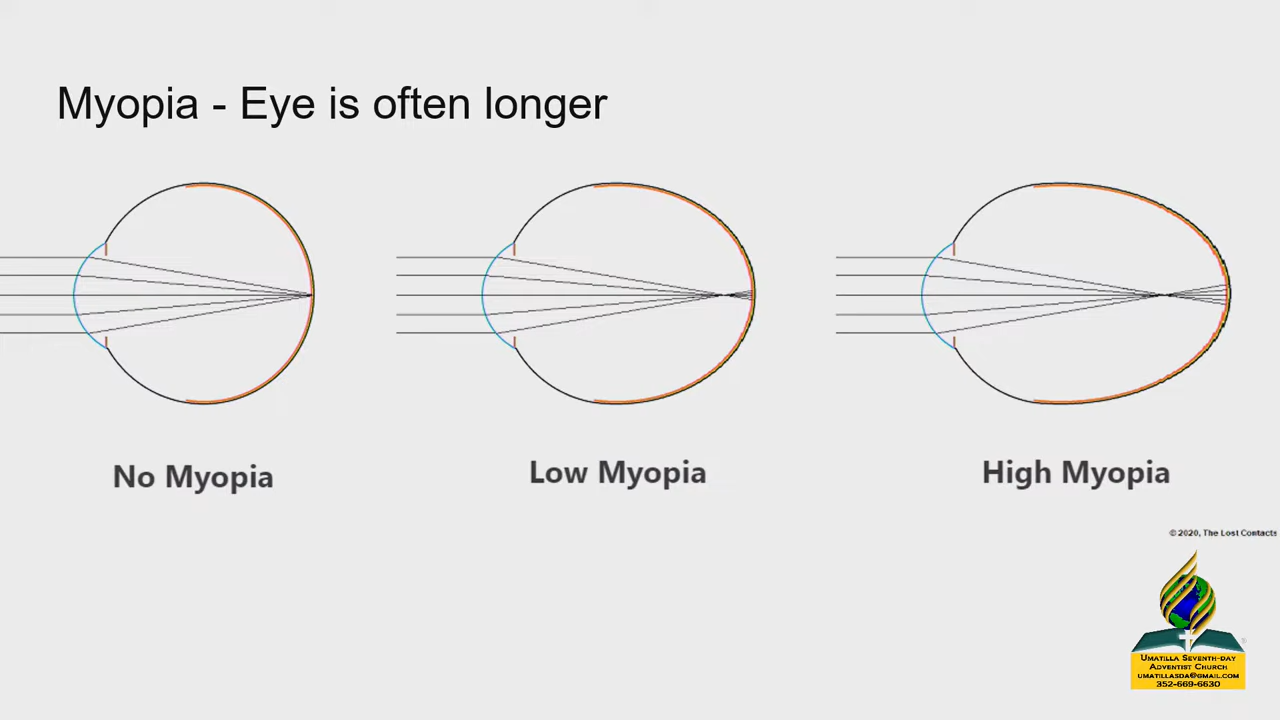 Myopia - Eye is often longer
No Myopia
Low Myopia
High Myopia
© 2020, The Lost Contacts
Umatilla Seventh-day
Adventist Church
umatillasda@gmail.com
352-669-6630